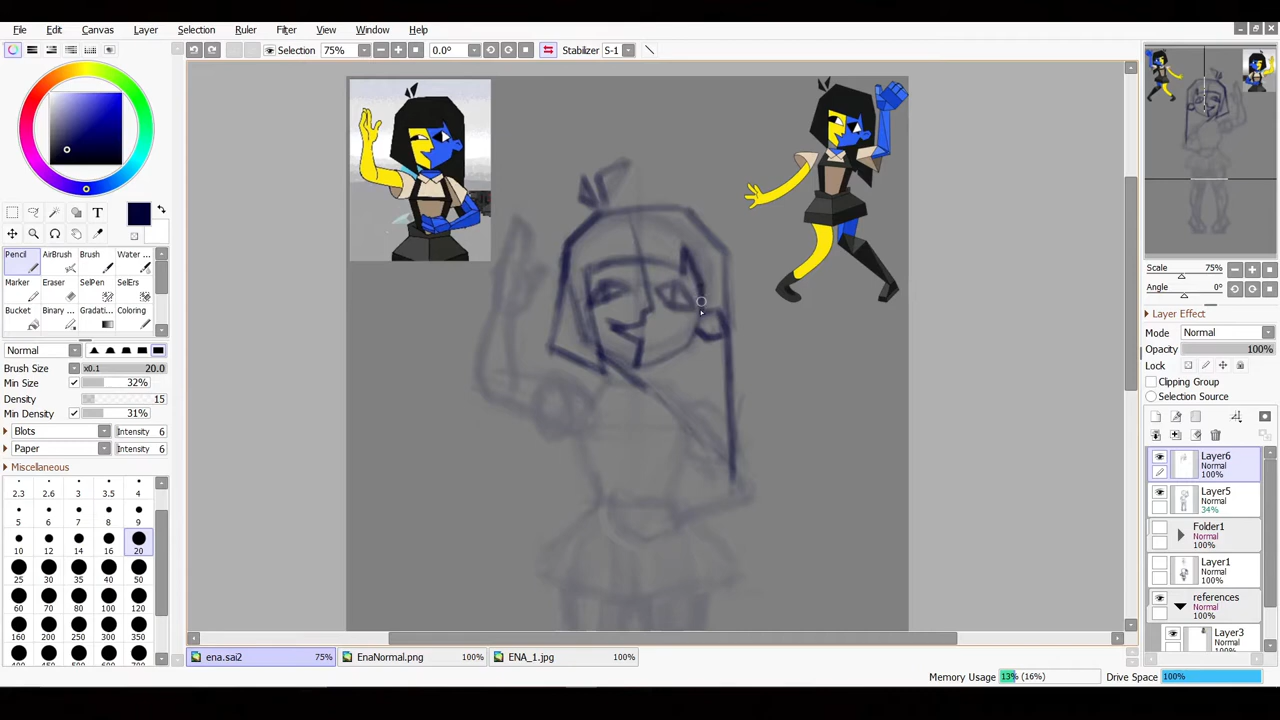 File Edit Canvas Layer Selection Ruler Filter View Window Help
Selection 75% 0.0° Stabilizer S-1
T
Pencil AirBrush Brush Water ...
Marker Eraser SelPen SelErs
Bucket Binary ... Gradati... Coloring
Normal
Brush Size x0.1 20.0
Min Size 32%
Density 15
Min Density 31%
Blots Intensity 6
Paper Intensity 6
Miscellaneous
2.3 2.6 3 3.5 4
5 6 7 8 9
10 12 14 16 20
25 30 35 40 50
60 70 80 100 120
160 200 250 300 350
Scale 75%
Angle 0°
Layer Effect
Mode Normal
Opacity 100%
Lock
Clipping Group
Selection Source
Layer6
Normal
100%
Layer5
Normal
34%
Folder1
Normal
100%
Layer1
Normal
100%
references
Normal
100%
Layer3
Normal
ena.sai2 75% EnaNormal.png 100% ENA_1.jpg 100%
Memory Usage 13% (16%) Drive Space 100%